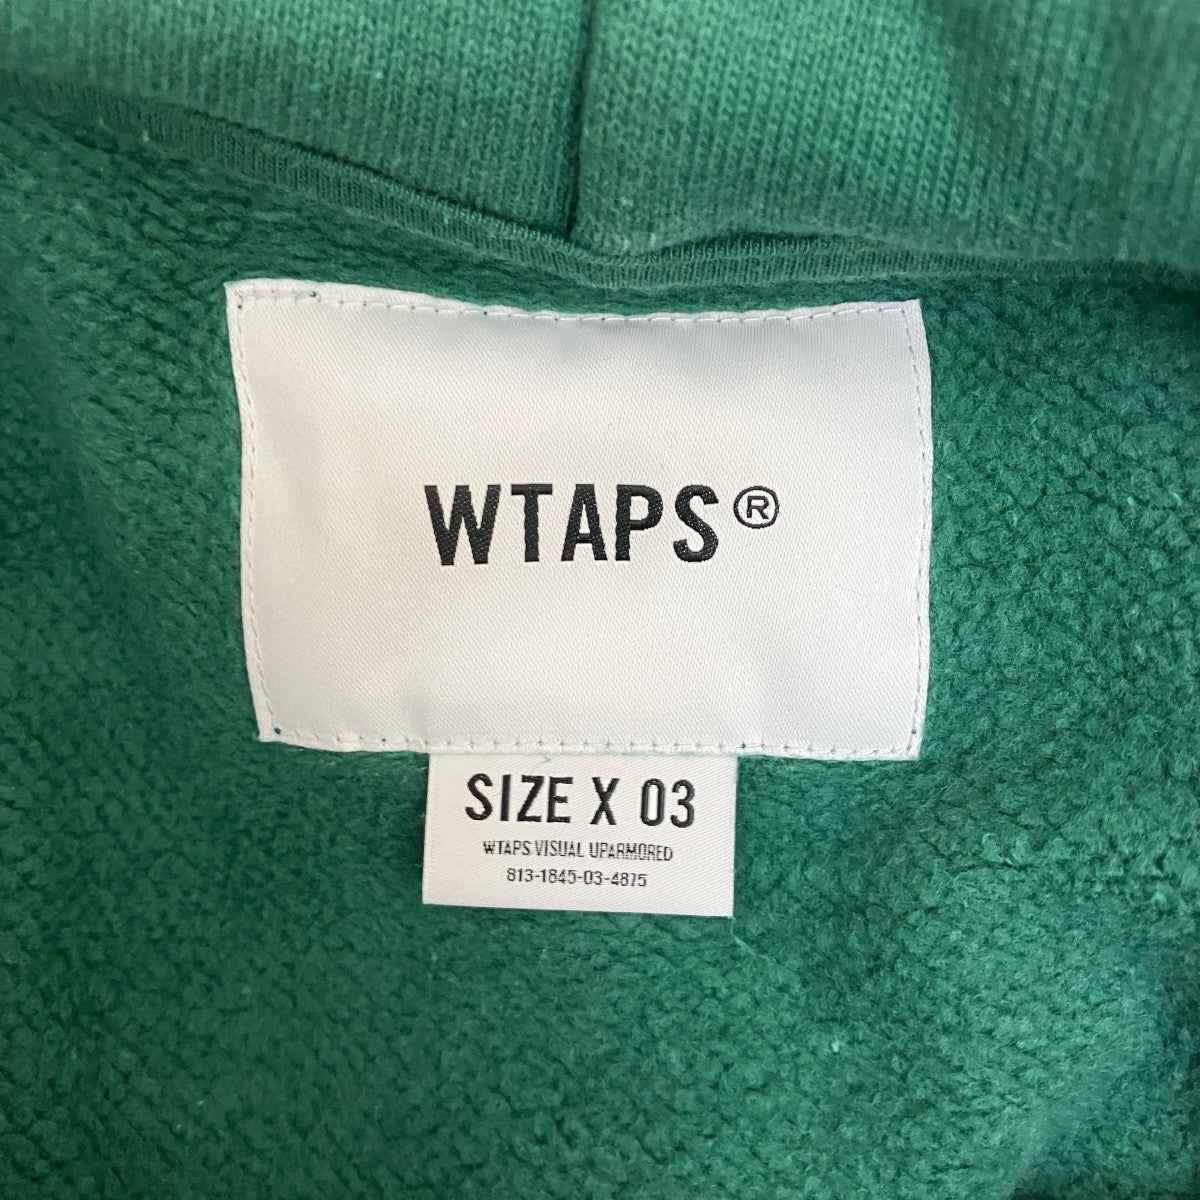 WTAPS®
SIZE X 03
WTAPS VISUAL UPARMORED
813-1845-03-4875